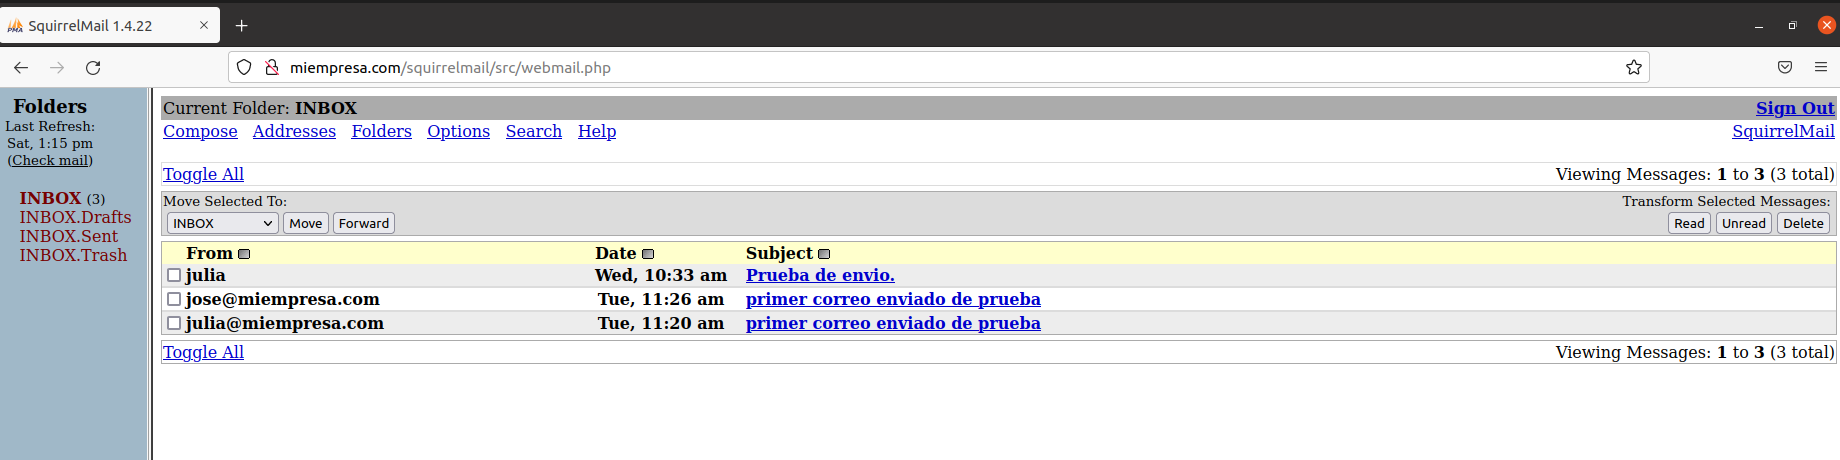 SquirrelMail 1.4.22
miempresa.com/squirrelmail/src/webmail.php
Folders
Last Refresh:
Sat, 1:15 pm
(Check mail)
INBOX (3)
INBOX.Drafts
INBOX.Sent
INBOX.Trash
Current Folder: INBOX Sign Out
Compose Addresses Folders Options Search Help SquirrelMail
Toggle All Viewing Messages: 1 to 3 (3 total)
Move Selected To: Transform Selected Messages:
INBOX Move Forward Read Unread Delete
From Date Subject
julia Wed, 10:33 am Prueba de envio.
jose@miempresa.com Tue, 11:26 am primer correo enviado de prueba
julia@miempresa.com Tue, 11:20 am primer correo enviado de prueba
Toggle All Viewing Messages: 1 to 3 (3 total)